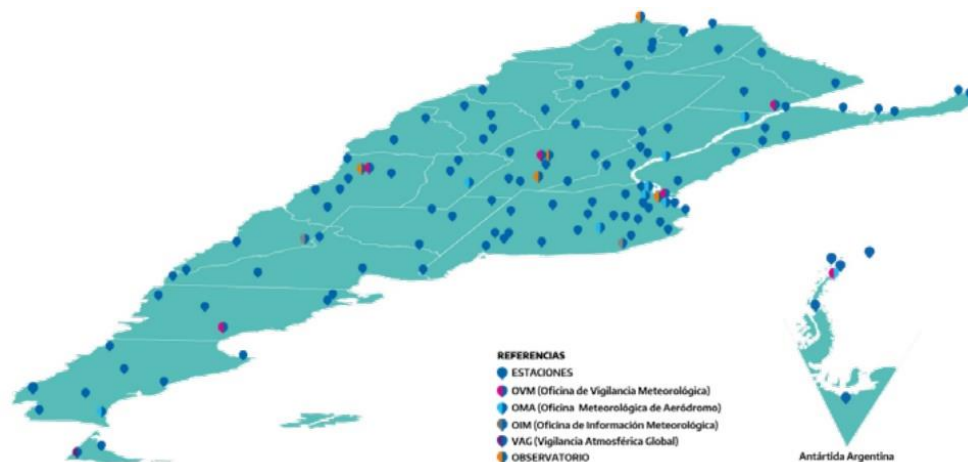 REFERENCIAS
ESTACIONES
OVM (Oficina de Vigilancia Meteorológica)
OMA (Oficina Meteorológica de Aeródromo)
OIM (Oficina de Información Meteorológica)
VAG (Vigilancia Atmosférica Global)
OBSERVATORIO
Antártida Argentina